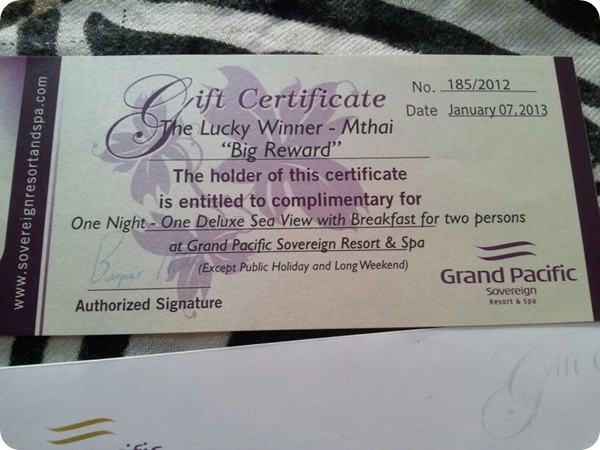 www.sovereignresortandspa.com
Gift Certificate
No. 185/2012
Date January 07, 2013
The Lucky Winner - Mthai
"Big Reward"
The holder of this certificate
is entitled to complimentary for
One Night - One Deluxe Sea View with Breakfast for two persons
at Grand Pacific Sovereign Resort & Spa
(Except Public Holiday and Long Weekend)
Authorized Signature
Grand Pacific
Sovereign
Resort & Spa
Gift